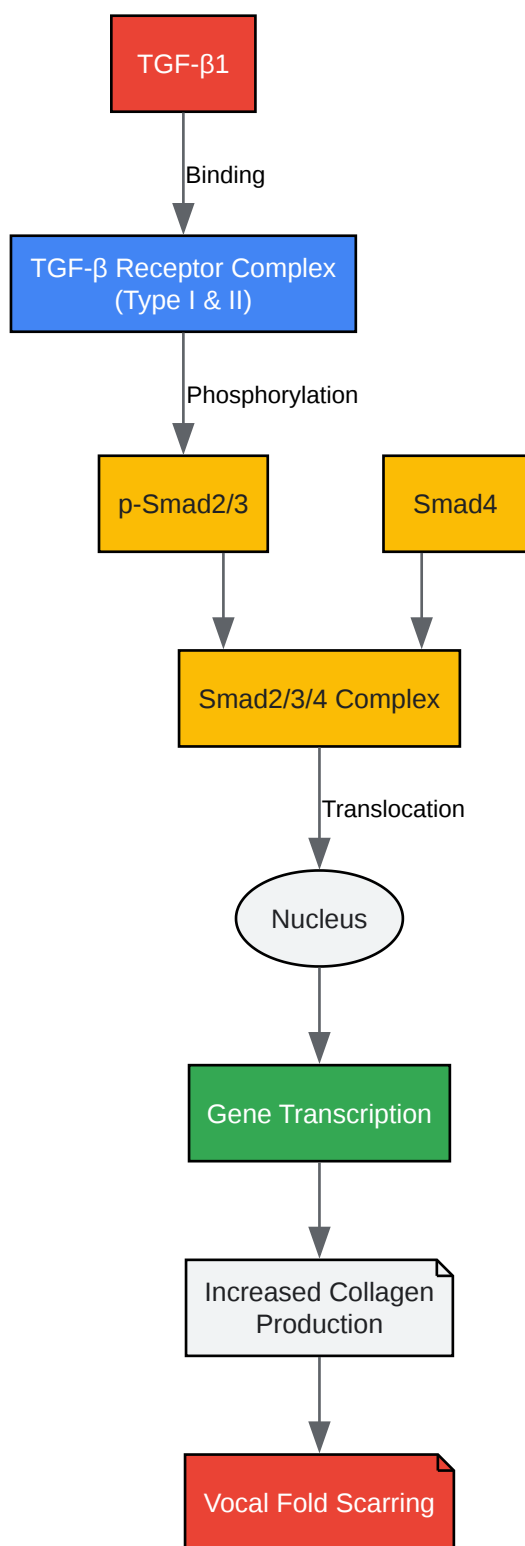 TGF-β1
Binding
TGF-β Receptor Complex
(Type I & II)
Phosphorylation
p-Smad2/3
Smad4
Smad2/3/4 Complex
Translocation
Nucleus
Gene Transcription
Increased Collagen
Production
Vocal Fold Scarring